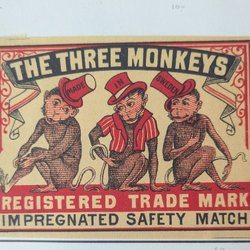 THE THREE MONKEYS
MADE IN SWEDEN
REGISTERED TRADE MARK
IMPREGNATED SAFETY MATCH